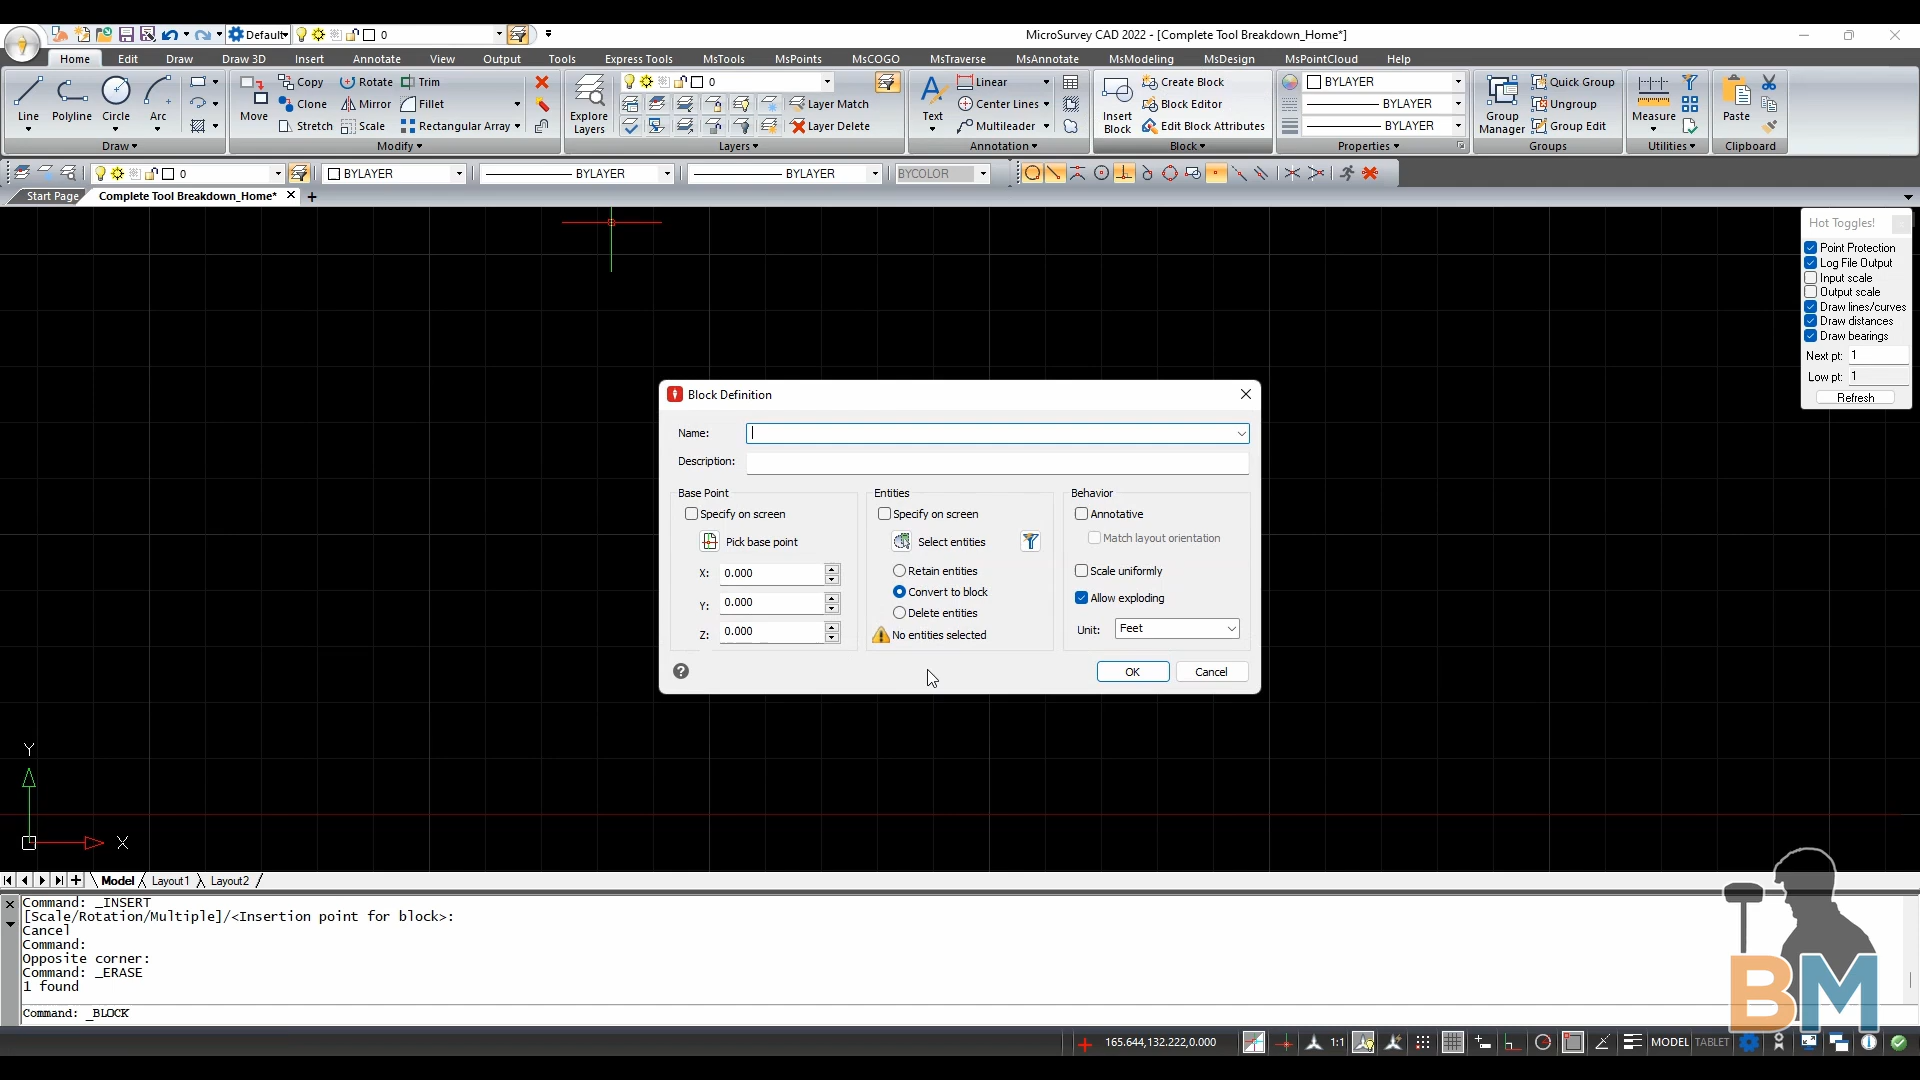 Default
0
MicroSurvey CAD 2022 - [Complete Tool Breakdown_Home*]
Home Edit Draw Draw 3D Insert Annotate View Output Tools Express Tools MsTools MsPoints MsCOGO MsTraverse MsAnnotate MsModeling MsDesign MsPointCloud Help
Line Polyline Circle Arc
Move Copy Rotate Trim
Clone Mirror Fillet
Stretch Scale Rectangular Array
Explore Layers
0
Layer Match
Layer Delete
Text
Linear
Center Lines
Multileader
Insert Block
Create Block
Block Editor
Edit Block Attributes
BYLAYER
BYLAYER
BYLAYER
Group Manager
Quick Group
Ungroup
Group Edit
Measure
Paste
Draw Modify Layers Annotation Block Properties Groups Utilities Clipboard
0 BYLAYER BYLAYER BYLAYER BYCOLOR
Start Page Complete Tool Breakdown_Home*
Hot Toggles!
Point Protection
Log File Output
Input scale
Output scale
Draw lines/curves
Draw distances
Draw bearings
Next pt: 1
Low pt: 1
Refresh
Block Definition
Name:
Description:
Base Point
Specify on screen
Pick base point
X: 0.000
Y: 0.000
Z: 0.000
Entities
Specify on screen
Select entities
Retain entities
Convert to block
Delete entities
No entities selected
Behavior
Annotative
Match layout orientation
Scale uniformly
Allow exploding
Unit: Feet
OK Cancel
Y
X
Model Layout1 Layout2
Command: _INSERT
[Scale/Rotation/Multiple]/<Insertion point for block>:
Cancel
Command:
Opposite corner:
Command: _ERASE
1 found
Command: _BLOCK
BM
165.644,132.222,0.000 1:1 MODEL TABLET